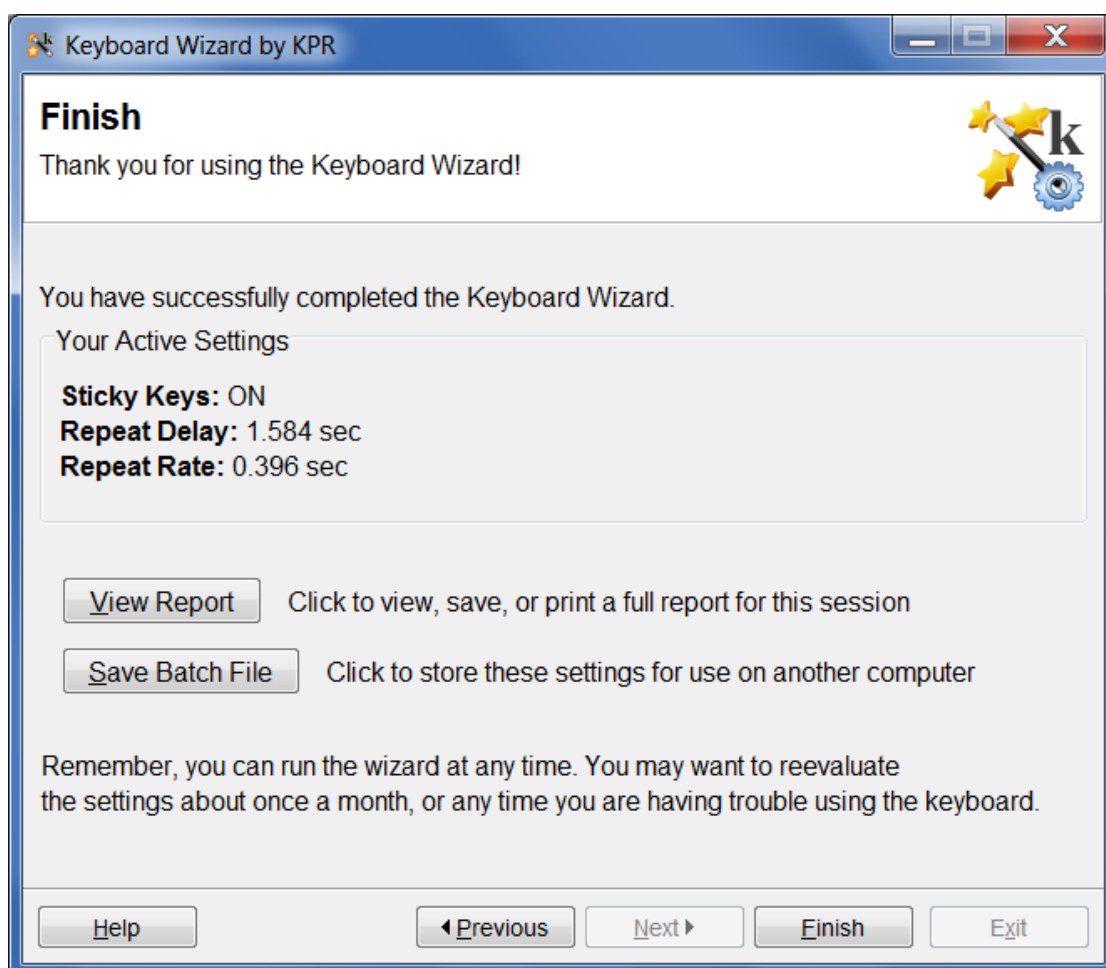 Keyboard Wizard by KPR
Finish
Thank you for using the Keyboard Wizard!
k
You have successfully completed the Keyboard Wizard.
Your Active Settings
Sticky Keys: ON
Repeat Delay: 1.584 sec
Repeat Rate: 0.396 sec
View Report Click to view, save, or print a full report for this session
Save Batch File Click to store these settings for use on another computer
Remember, you can run the wizard at any time. You may want to reevaluate
the settings about once a month, or any time you are having trouble using the keyboard.
Help Previous Next Finish Exit